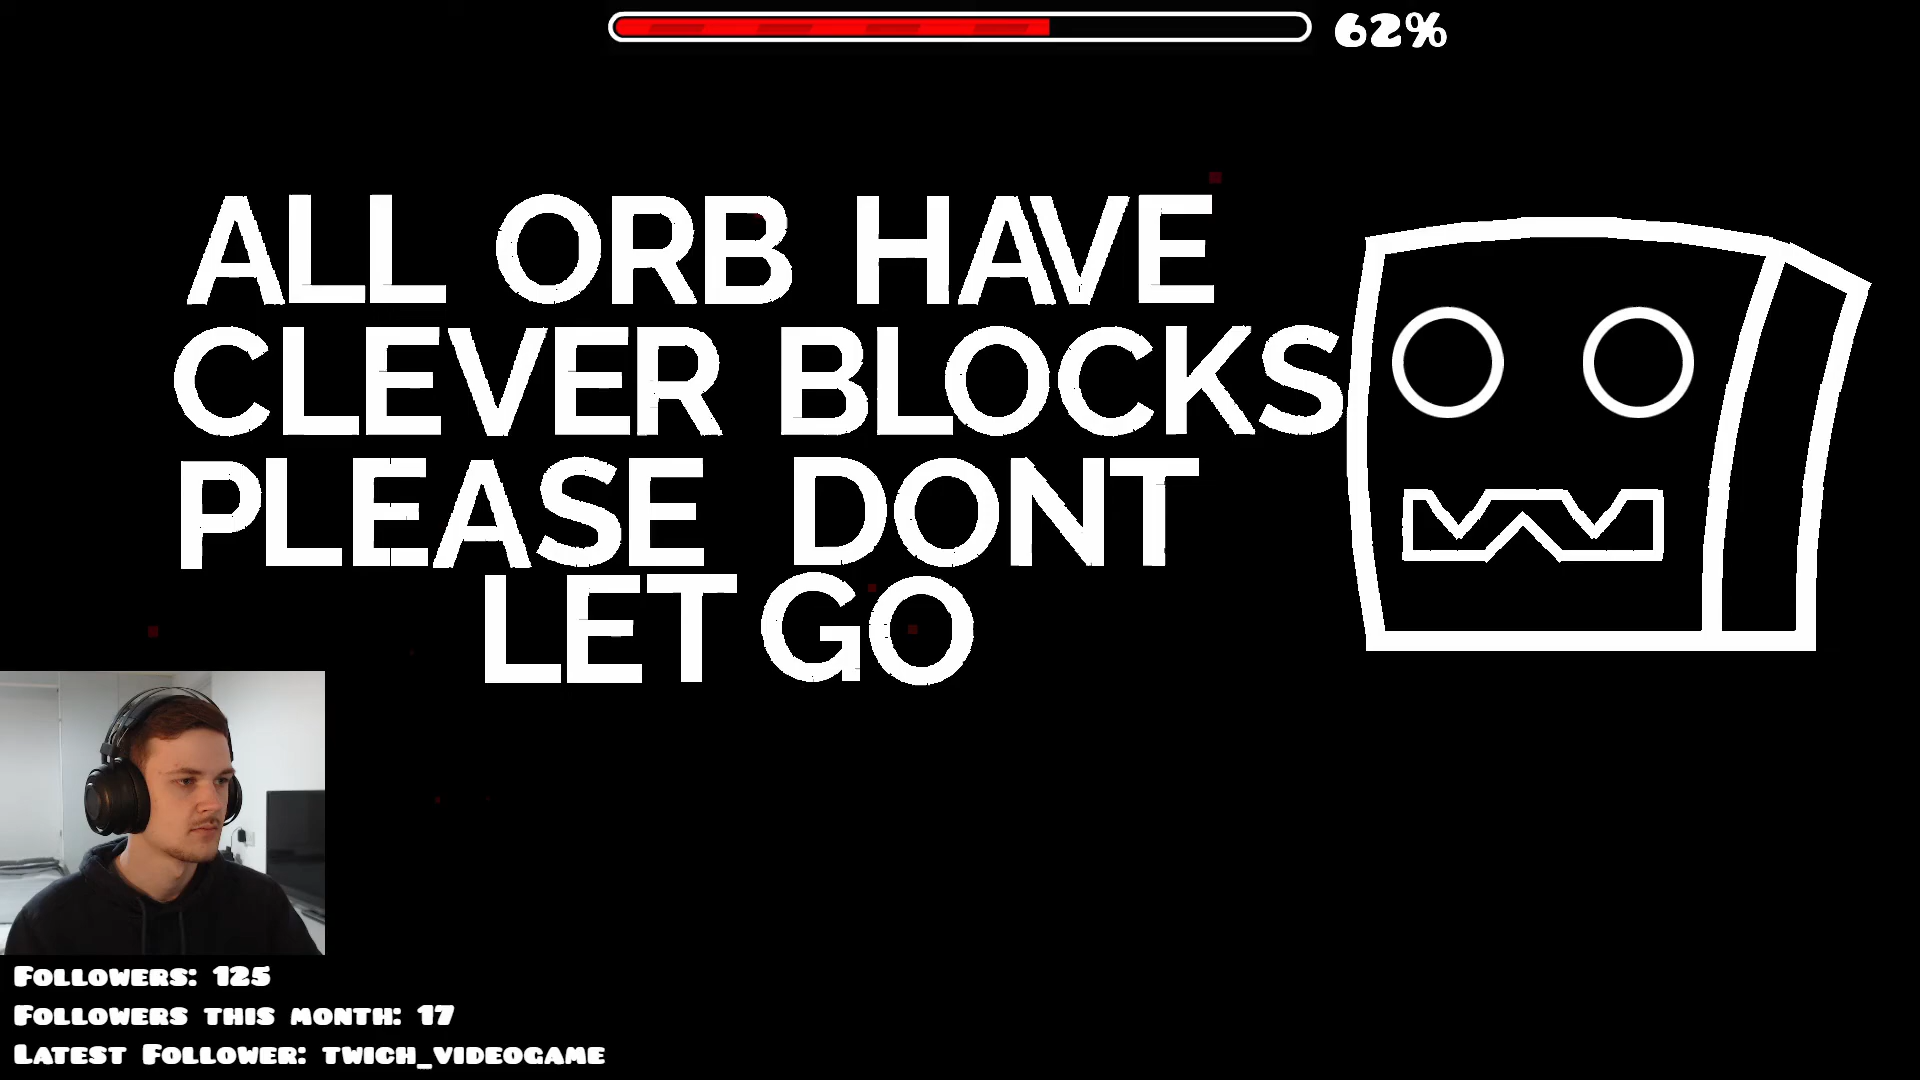 62%
ALL ORB HAVE
CLEVER BLOCKS
PLEASE DONT
LET GO
Followers: 125
Followers this month: 17
Latest Follower: twich_videogame